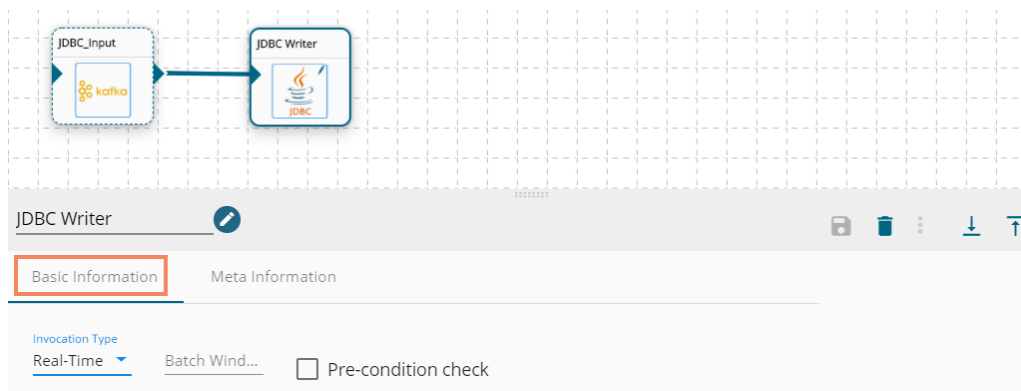 JDBC_Input
JDBC Writer
kafka
JDBC
JDBC Writer
Basic Information
Meta Information
Invocation Type
Real-Time
Batch Wind...
Pre-condition check